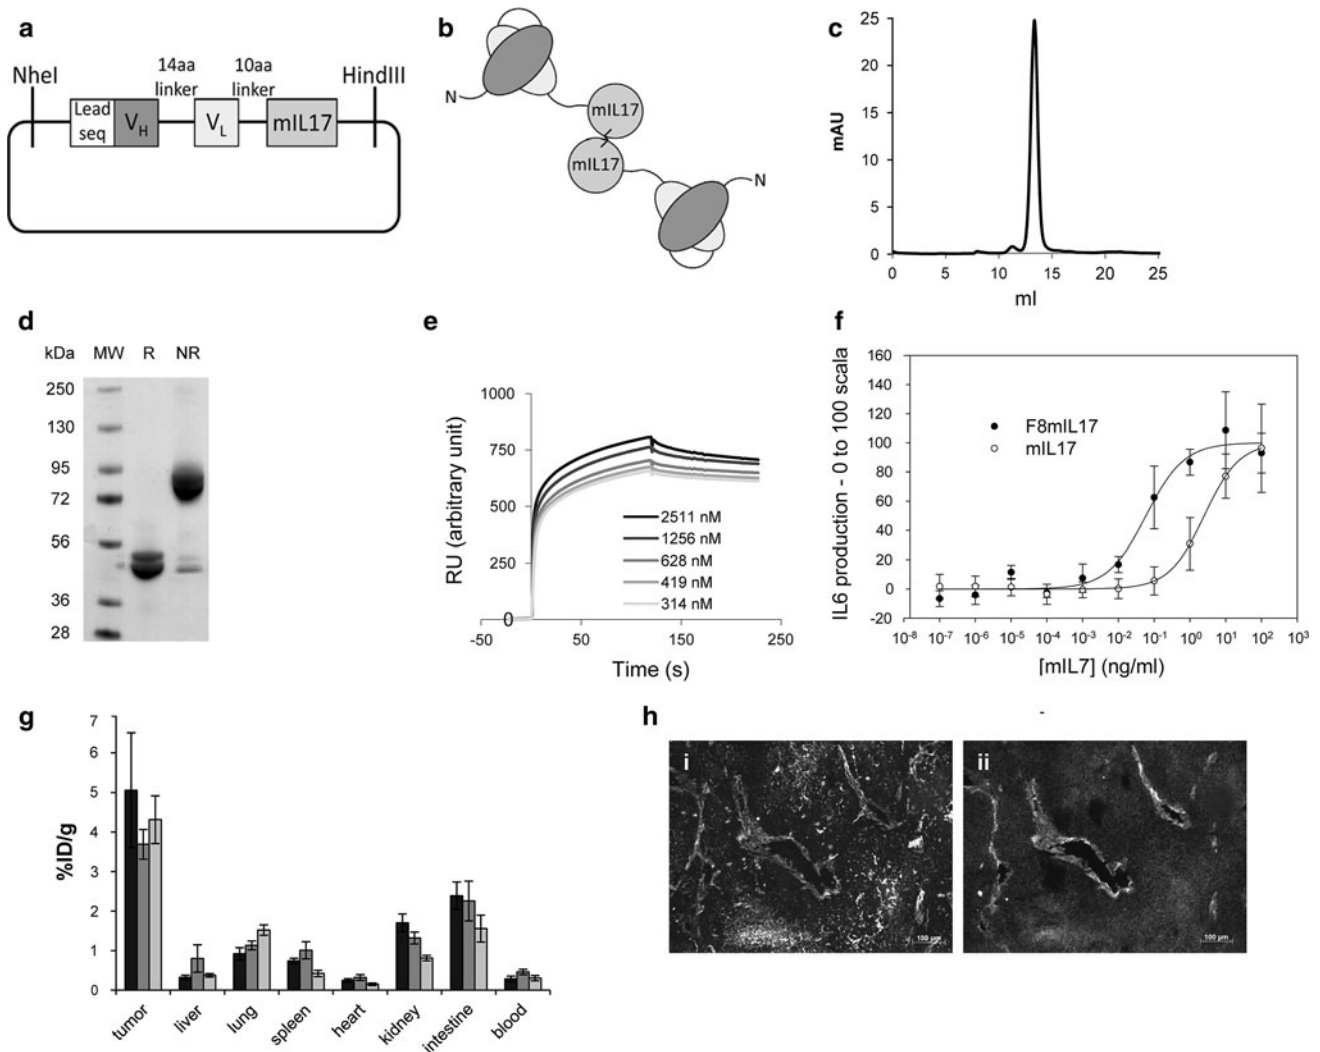 a
NheI
14aa
linker
10aa
linker
HindIII
Lead
seq
VH
VL
mIL17
b
N
mIL17
mIL17
N
c
mAU
25
20
15
10
5
0
0 5 10 15 20 25
ml
d
kDa MW R NR
250
130
95
72
56
36
28
e
RU (arbitrary unit)
1000
750
500
250
0
2511 nM
1256 nM
628 nM
419 nM
314 nM
-50 50 150 250
Time (s)
f
IL6 production - 0 to 100 scala
160
140
120
100
80
60
40
20
0
-20
F8mIL17
mIL17
10-8 10-7 10-6 10-5 10-4 10-3 10-2 10-1 100 101 102 103
[mIL7] (ng/ml)
g
%ID/g
7
6
5
4
3
2
1
0
tumor liver lung spleen heart kidney intestine blood
h
i
100 µm
ii
100 µm